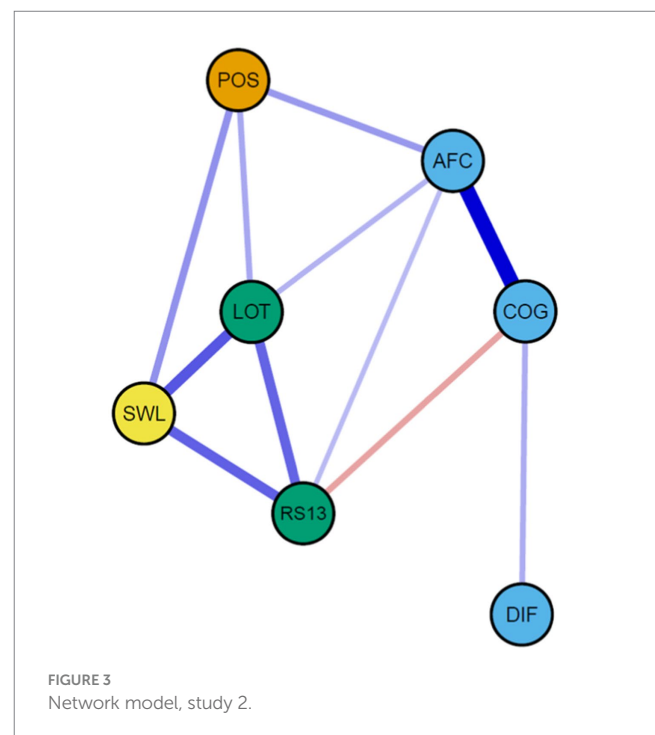 POS
AFC
LOT
COG
SWL
RS13
DIF
FIGURE 3
Network model, study 2.